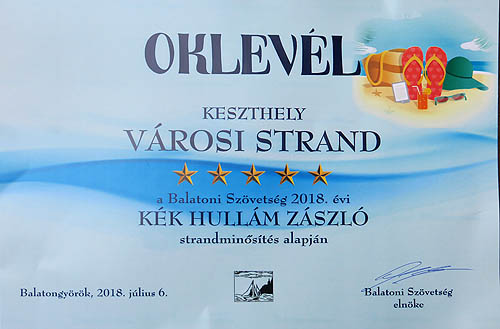 OKLEVÉL
KESZTHELY
VÁROSI STRAND
a Balatoni Szövetség 2018. évi
KÉK HULLÁM ZÁSZLÓ
strandminősítés alapján
Balatongyörök, 2018. július 6.
Balatoni Szövetség
elnöke